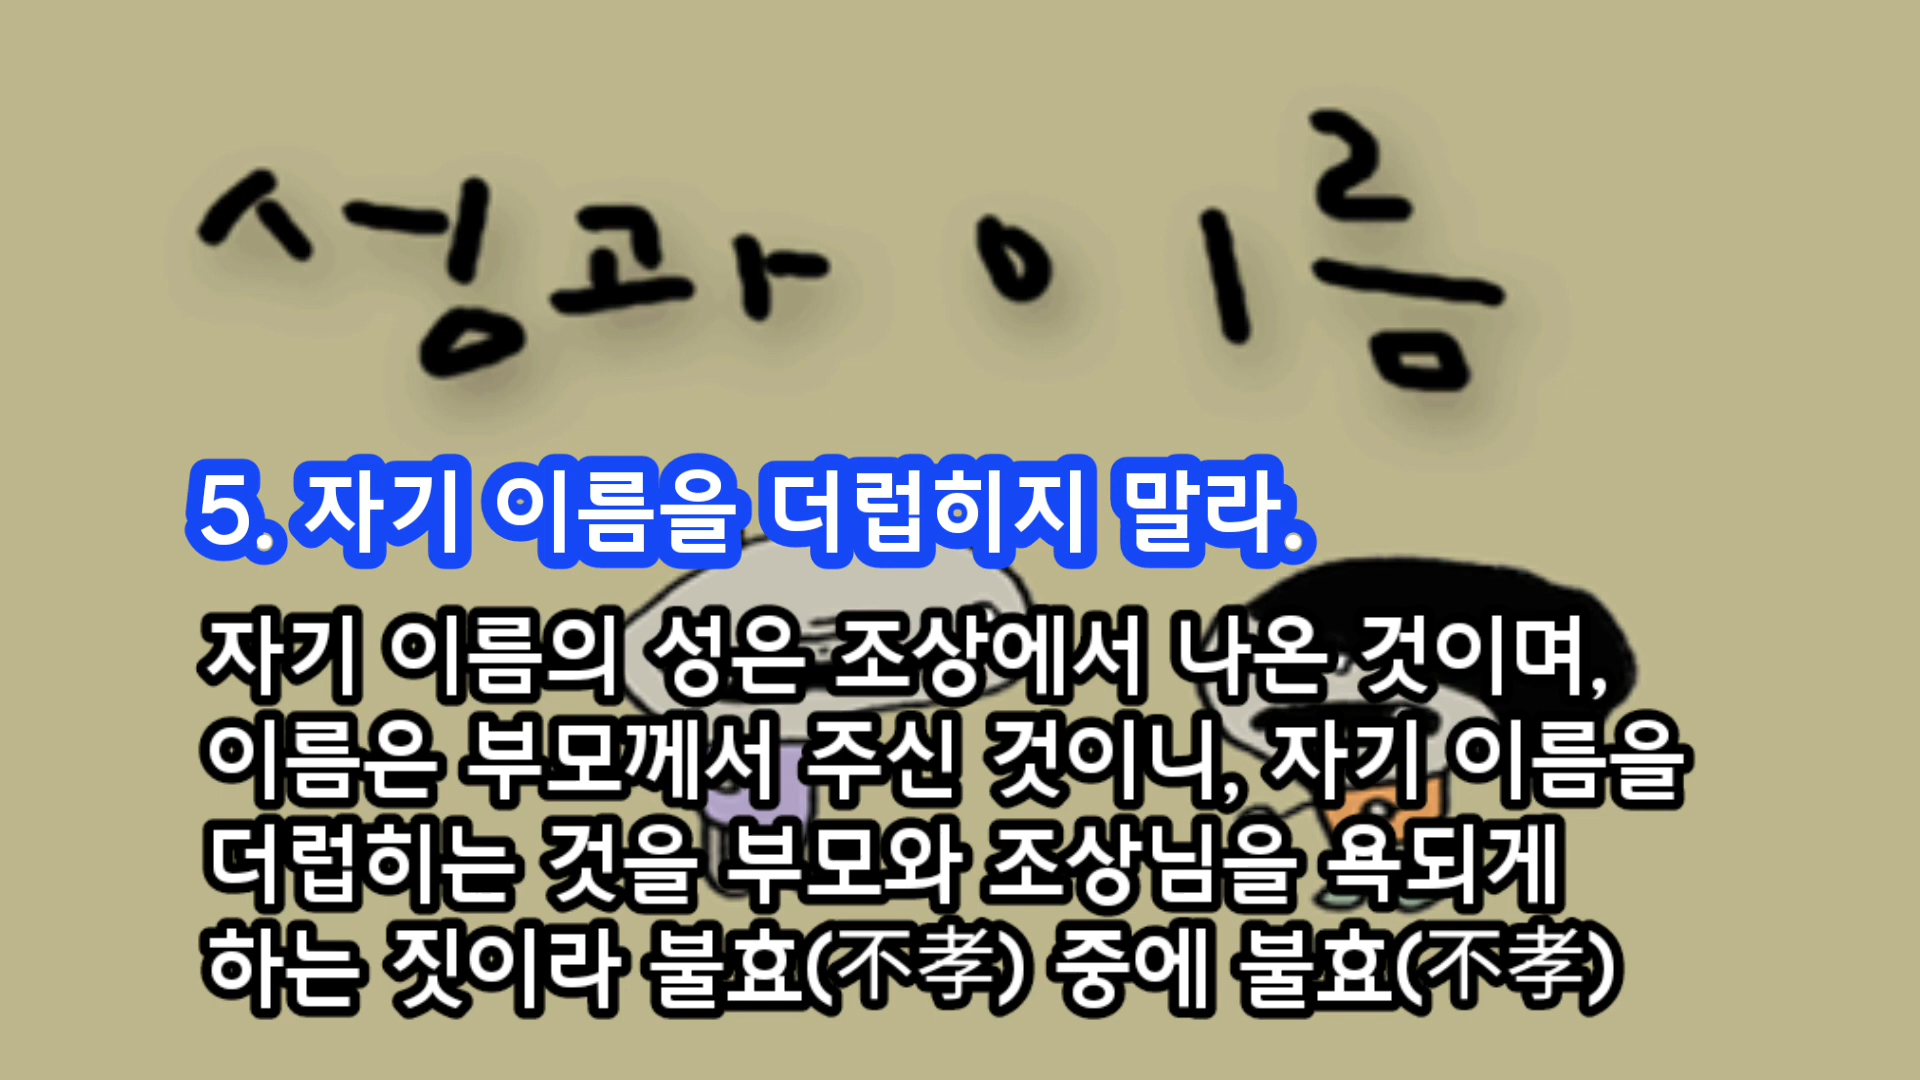 성과 이름
5. 자기 이름을 더럽히지 말라.
자기 이름의 성은 조상에서 나온 것이며,
이름은 부모께서 주신 것이니, 자기 이름을
더럽히는 것을 부모와 조상님을 욕되게
하는 짓이라 불효(不孝) 중에 불효(不孝)